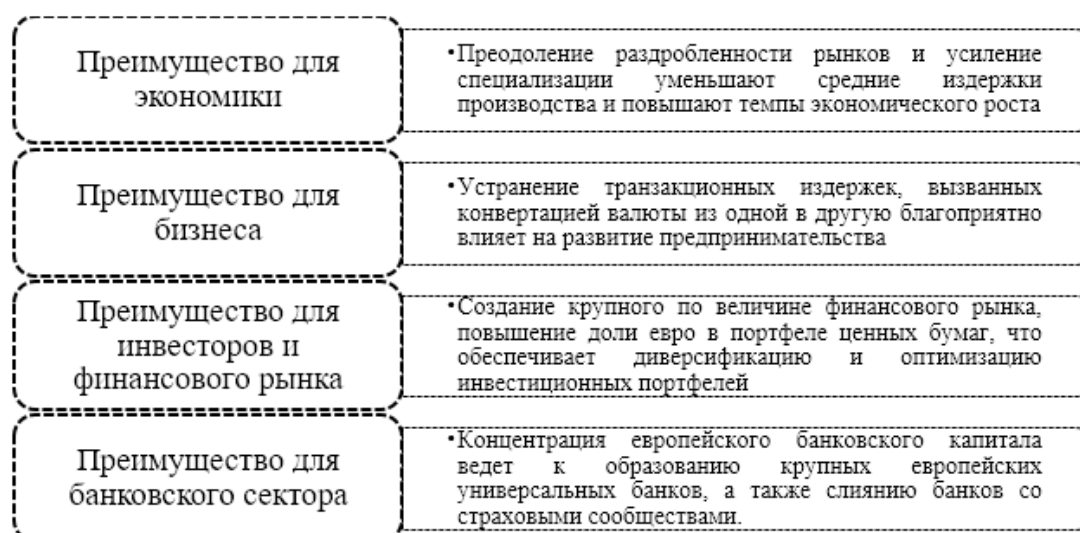 Преимущество для
экономики
•Преодоление раздробленности рынков и усиление
специализации уменьшают средние издержки
производства и повышают темпы экономического роста
Преимущество для
бизнеса
•Устранение транзакционных издержек, вызванных
конвертацией валюты из одной в другую благоприятно
влияет на развитие предпринимательства
Преимущество для
инвесторов и
финансового рынка
•Создание крупного по величине финансового рынка,
повышение доли евро в портфеле ценных бумаг, что
обеспечивает диверсификацию и оптимизацию
инвестиционных портфелей
Преимущество для
банковского сектора
•Концентрация европейского банковского капитала
ведет к образованию крупных европейских
универсальных банков, а также слиянию банков со
страховыми сообществами.